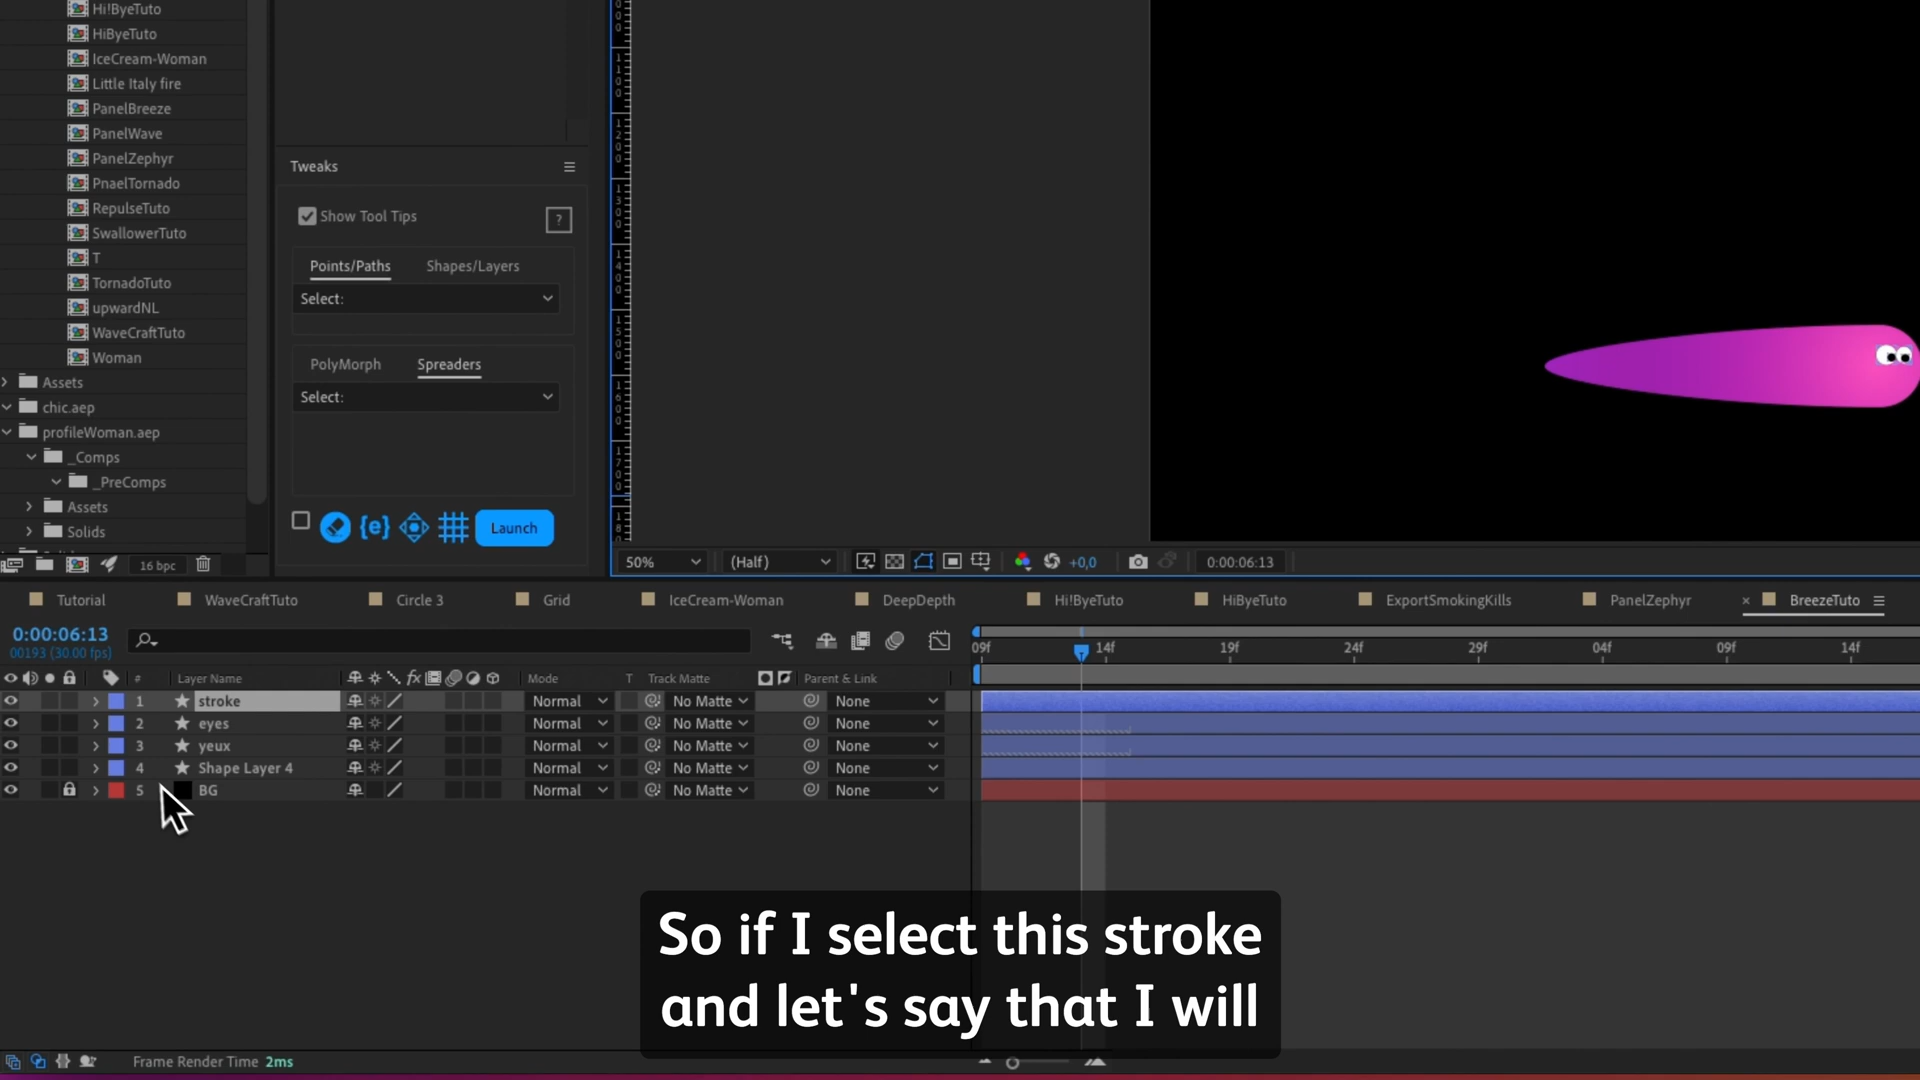 Hi!ByeTuto
HiByeTuto
IceCream-Woman
Little Italy fire
PanelBreeze
PanelWave
PanelZephyr
PnaelTornado
RepulseTuto
SwallowerTuto
T
TornadoTuto
upwardNL
WaveCraftTuto
Woman
Assets
chic.aep
profileWoman.aep
_Comps
_PreComps
Assets
Solids
16 bpc
Tweaks
Show Tool Tips
?
Points/Paths Shapes/Layers
Select:
PolyMorph Spreaders
Select:
{e} Launch
50% (Half) +0,0 0:00:06:13
Tutorial WaveCraftTuto Circle 3 Grid IceCream-Woman DeepDepth Hi!ByeTuto HiByeTuto ExportSmokingKills PanelZephyr × BreezeTuto
0:00:06:13
00193 (30.00 fps)
09f 14f 19f 24f 29f 04f 09f 14f
# Layer Name fx Mode T Track Matte Parent & Link
1 stroke Normal No Matte None
2 eyes Normal No Matte None
3 yeux Normal No Matte None
4 Shape Layer 4 Normal No Matte None
5 BG Normal No Matte None
So if I select this stroke
and let's say that I will
Frame Render Time 2ms